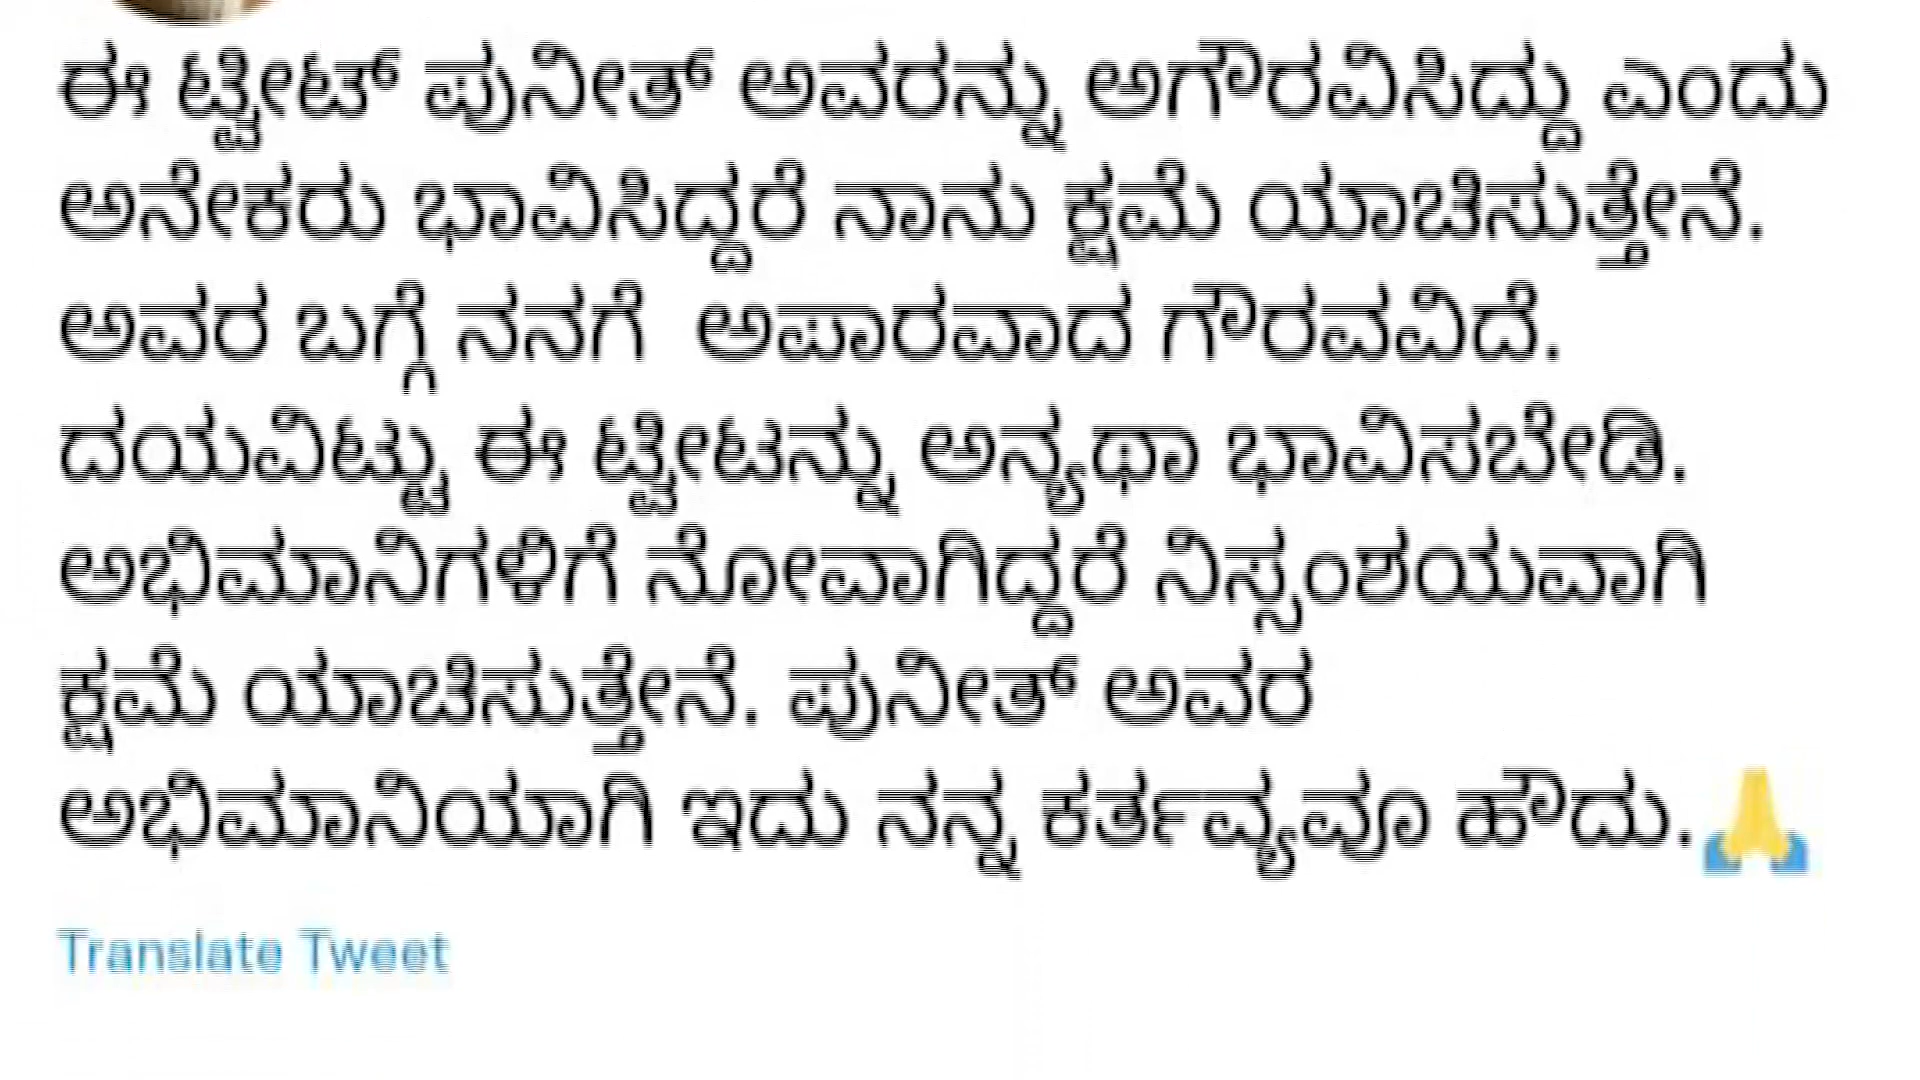 ಈ ಟ್ವೀಟ್ ಪುನೀತ್ ಅವರನ್ನು ಅಗೌರವಿಸಿದ್ದು ಎಂದು
ಅನೇಕರು ಭಾವಿಸಿದ್ದರೆ ನಾನು ಕ್ಷಮೆ ಯಾಚಿಸುತ್ತೇನೆ.
ಅವರ ಬಗ್ಗೆ ನನಗೆ  ಅಪಾರವಾದ ಗೌರವವಿದೆ.
ದಯವಿಟ್ಟು ಈ ಟ್ವೀಟನ್ನು ಅನ್ಯಥಾ ಭಾವಿಸಬೇಡಿ.
ಅಭಿಮಾನಿಗಳಿಗೆ ನೋವಾಗಿದ್ದರೆ ನಿಸ್ಸಂಶಯವಾಗಿ
ಕ್ಷಮೆ ಯಾಚಿಸುತ್ತೇನೆ. ಪುನೀತ್ ಅವರ
ಅಭಿಮಾನಿಯಾಗಿ ಇದು ನನ್ನ ಕರ್ತವ್ಯವೂ ಹೌದು.🙏
Translate Tweet